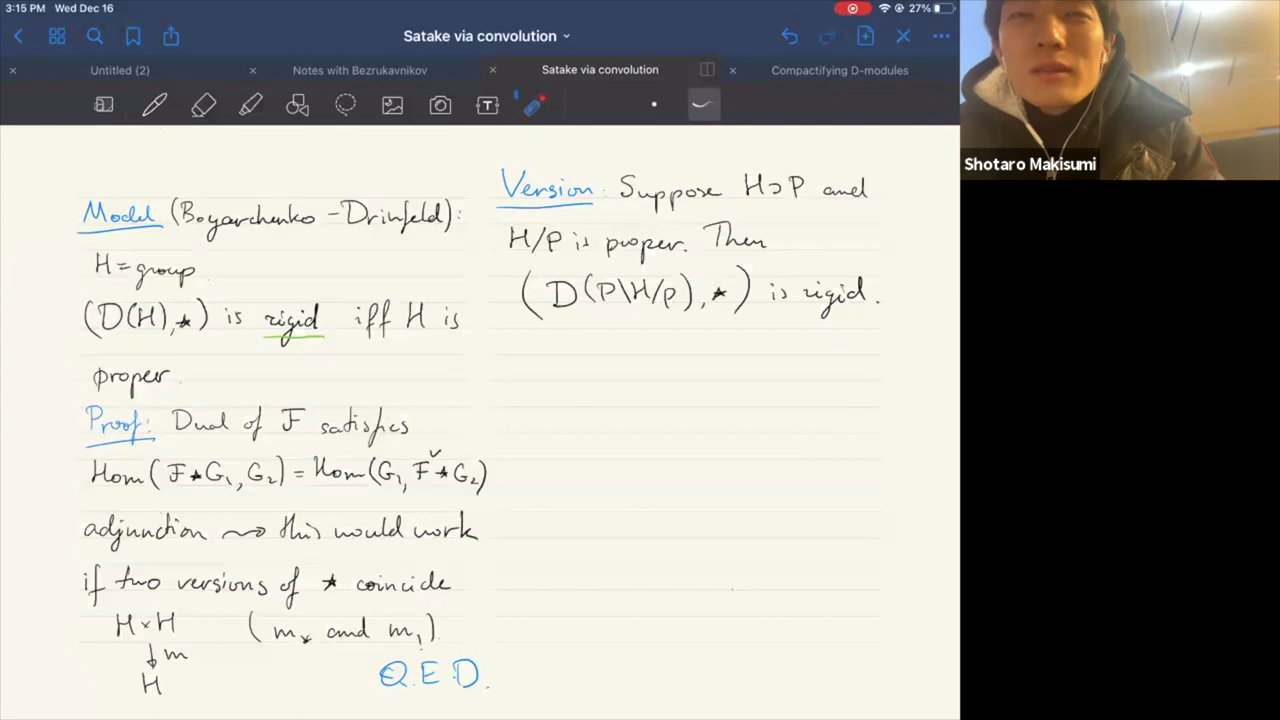 3:15 PM Wed Dec 16
27%
Satake via convolution
Untitled (2)
Notes with Bezrukavnikov
Satake via convolution
Compactifying D-modules
Shotaro Makisumi
Model (Boyarchenko - Drinfeld):
H = group.
(D(H), ⋆) is rigid iff H is
proper.
Proof: Dual of F satisfies
Hom(F ⋆ G₁, G₂) = Hom(G₁, F^∨ ⋆ G₂)
adjunction ⇝ this would work
if two versions of ⋆ coincide
H × H (m_* and m_!).
↓ m
H
Q.E.D.
Version: Suppose H ⊃ P and
H/P is proper. Then
(D(P\H/P), ⋆) is rigid.